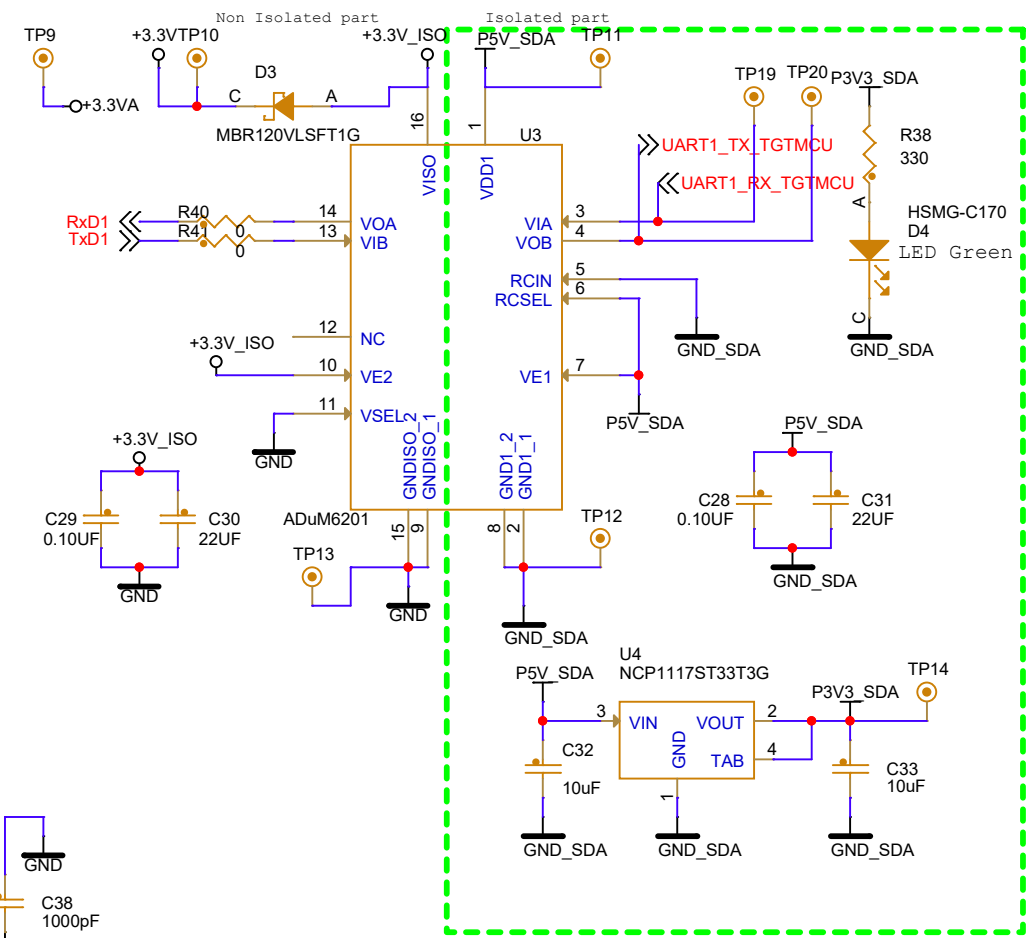 Non Isolated part
Isolated part
TP9
+3.3VTP10
+3.3V_ISO
P5V_SDA
TP11
D3
C
A
+3.3VA
MBR120VLSFT1G
16
1
U3
TP19
TP20
P3V3_SDA
VISO
VDD1
UART1_TX_TGTMCU
UART1_RX_TGTMCU
R38
330
A
HSMG-C170
D4
LED Green
C
GND_SDA
RxD1
TxD1
R40
0
R41
0
14
VOA
13
VIB
3
VIA
4
VOB
5
RCIN
6
RCSEL
GND_SDA
12
NC
+3.3V_ISO
10
VE2
7
VE1
11
VSEL
P5V_SDA
GND
GNDISO_2
GNDISO_1
GND1_2
GND1_1
+3.3V_ISO
C29
0.10UF
C30
22UF
GND
ADuM6201
15
9
8
2
TP13
GND
TP12
GND_SDA
P5V_SDA
C28
0.10UF
C31
22UF
GND_SDA
U4
NCP1117ST33T3G
P5V_SDA
3
VIN
VOUT
2
GND
TAB
4
1
P3V3_SDA
TP14
C32
10uF
C33
10uF
GND_SDA
GND_SDA
GND_SDA
GND
C38
1000pF